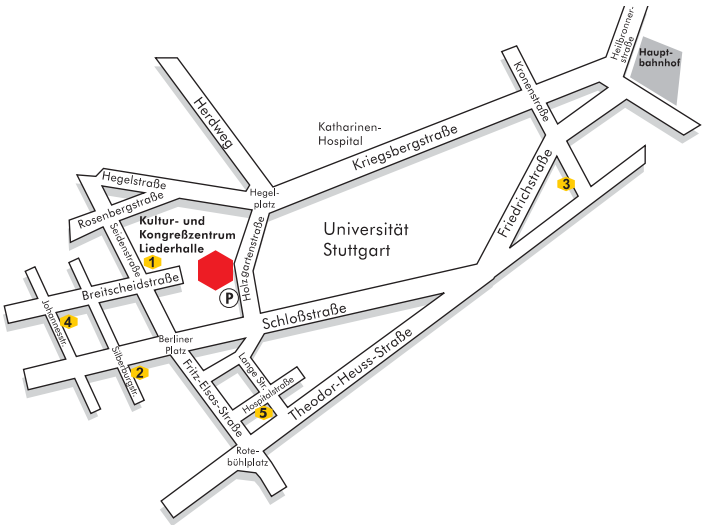 Heilbronner-
straße
Haupt-
bahnhof
Kronenstraße
Herdweg
Katharinen-
Hospital
Kriegsbergstraße
Hegelstraße
Hegel-
platz
Rosenbergstraße
Friedrichstraße
3
Kultur- und
Kongreßzentrum
Liederhalle
Seidenstraße
Universität
Stuttgart
1
Holzgartenstraße
Breitscheidstraße
P
Johannesstr.
4
Schloßstraße
Berliner
Platz
Silberburgstr.
2
Fritz-Elsas-Straße
Lange Str.
Hospitalstraße
5
Theodor-Heuss-Straße
Rote-
bühlplatz